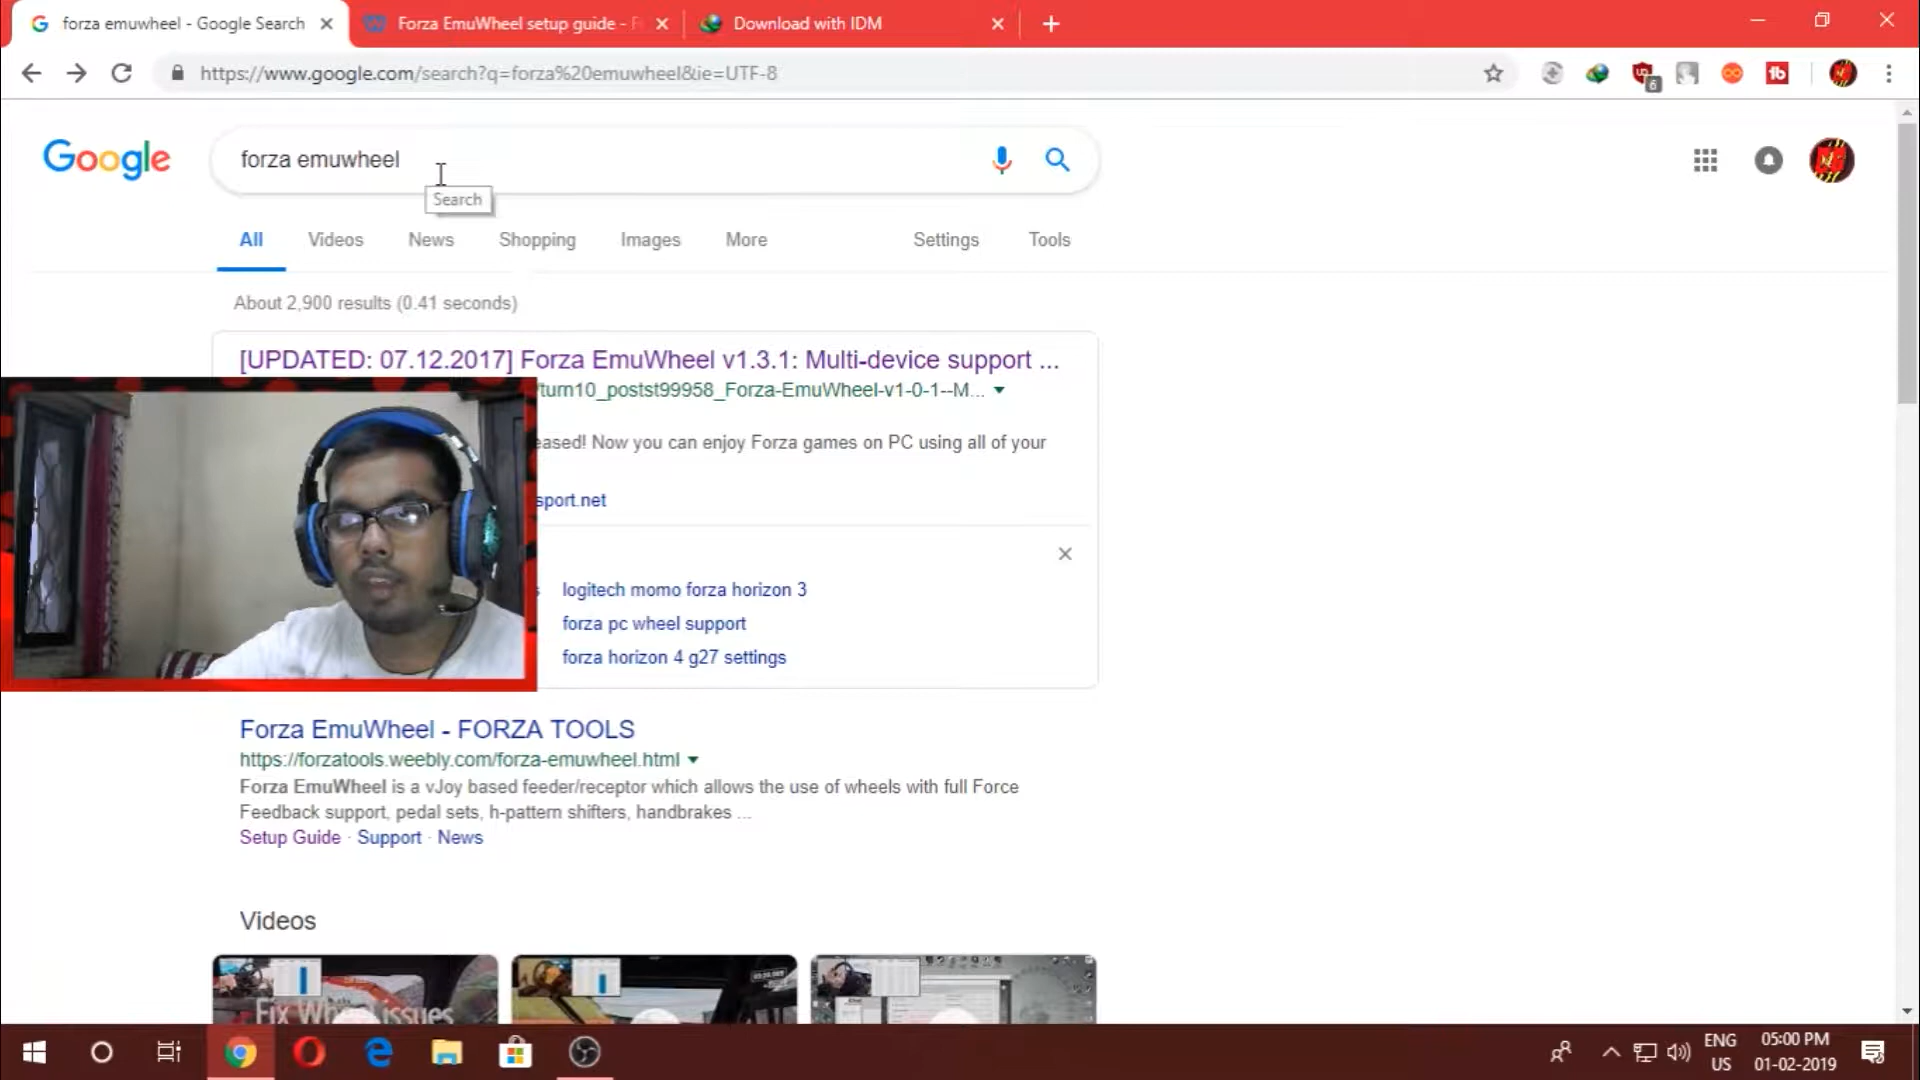 forza emuwheel - Google Search
Forza EmuWheel setup guide -
Download with IDM
https://www.google.com/search?q=forza%20emuwheel&ie=UTF-8
6
Google
forza emuwheel
Search
All Videos News Shopping Images More Settings Tools
About 2,900 results (0.41 seconds)
[UPDATED: 07.12.2017] Forza EmuWheel v1.3.1: Multi-device support ...
/turn10_postst99958_Forza-EmuWheel-v1-0-1--M...
eased! Now you can enjoy Forza games on PC using all of your
sport.net
logitech momo forza horizon 3
forza pc wheel support
forza horizon 4 g27 settings
Forza EmuWheel - FORZA TOOLS
https://forzatools.weebly.com/forza-emuwheel.html
Forza EmuWheel is a vJoy based feeder/receptor which allows the use of wheels with full Force
Feedback support, pedal sets, h-pattern shifters, handbrakes ...
Setup Guide · Support · News
Videos
Fix Wheel issues
ENG
US
05:00 PM
01-02-2019